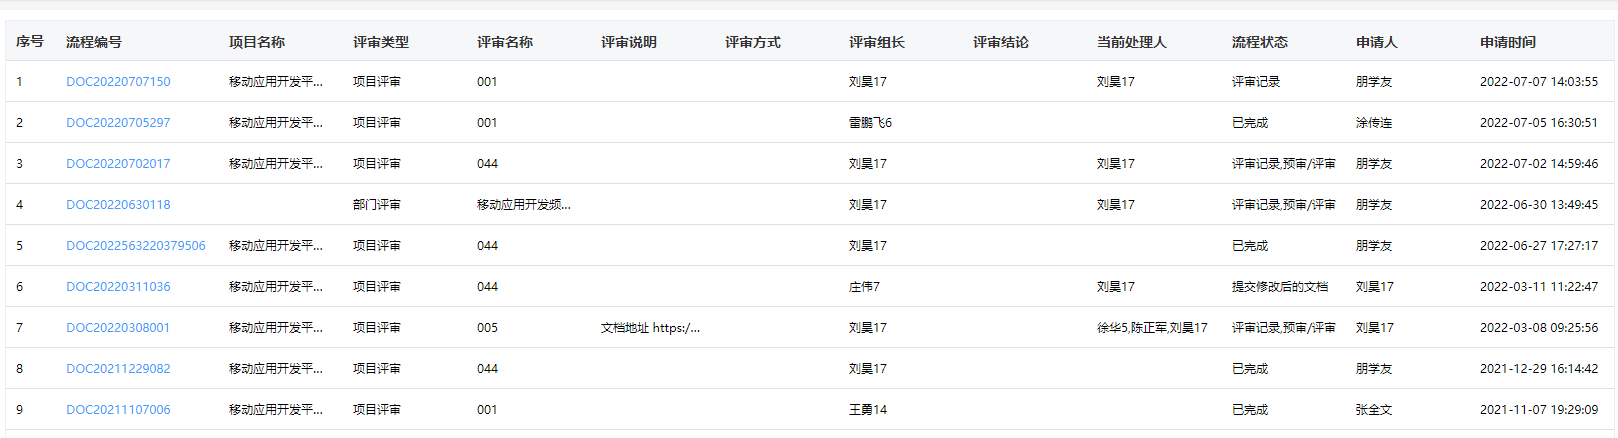 序号 流程编号 项目名称 评审类型 评审名称 评审说明 评审方式 评审组长 评审结论 当前处理人 流程状态 申请人 申请时间
1 DOC20220707150 移动应用开发平... 项目评审 001 刘昊17 刘昊17 评审记录 朋学友 2022-07-07 14:03:55
2 DOC20220705297 移动应用开发平... 项目评审 001 雷鹏飞6 已完成 涂传连 2022-07-05 16:30:51
3 DOC20220702017 移动应用开发平... 项目评审 044 刘昊17 刘昊17 评审记录,预审/评审 朋学友 2022-07-02 14:59:46
4 DOC20220630118 部门评审 移动应用开发频... 刘昊17 刘昊17 评审记录,预审/评审 朋学友 2022-06-30 13:49:45
5 DOC2022563220379506 移动应用开发平... 项目评审 044 刘昊17 已完成 朋学友 2022-06-27 17:27:17
6 DOC20220311036 移动应用开发平... 项目评审 044 庄伟7 刘昊17 提交修改后的文档 刘昊17 2022-03-11 11:22:47
7 DOC20220308001 移动应用开发平... 项目评审 005 文档地址 https:/... 刘昊17 徐华5,陈正军,刘昊17 评审记录,预审/评审 刘昊17 2022-03-08 09:25:56
8 DOC20211229082 移动应用开发平... 项目评审 044 刘昊17 已完成 朋学友 2021-12-29 16:14:42
9 DOC20211107006 移动应用开发平... 项目评审 001 王勇14 已完成 张全文 2021-11-07 19:29:09